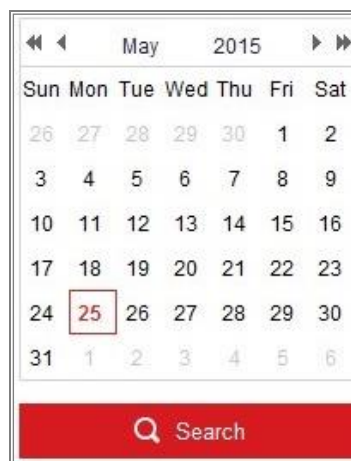 May 2015
Sun Mon Tue Wed Thu Fri Sat
26 27 28 29 30 1 2
3 4 5 6 7 8 9
10 11 12 13 14 15 16
17 18 19 20 21 22 23
24 25 26 27 28 29 30
31 1 2 3 4 5 6
Search